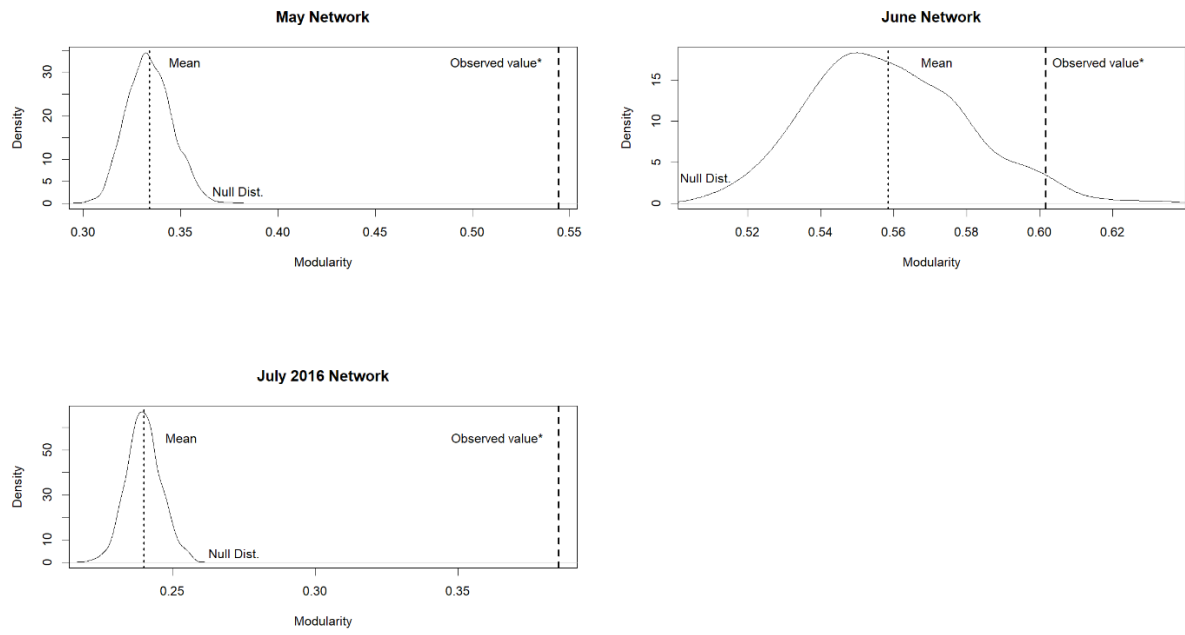 May Network
Mean
Observed value*
Null Dist.
Density
0
10
20
30
0.30
0.35
0.40
0.45
0.50
0.55
Modularity
June Network
Mean
Observed value*
Null Dist.
Density
0
5
10
15
0.52
0.54
0.56
0.58
0.60
0.62
Modularity
July 2016 Network
Mean
Observed value*
Null Dist.
Density
0
10
30
50
0.25
0.30
0.35
Modularity